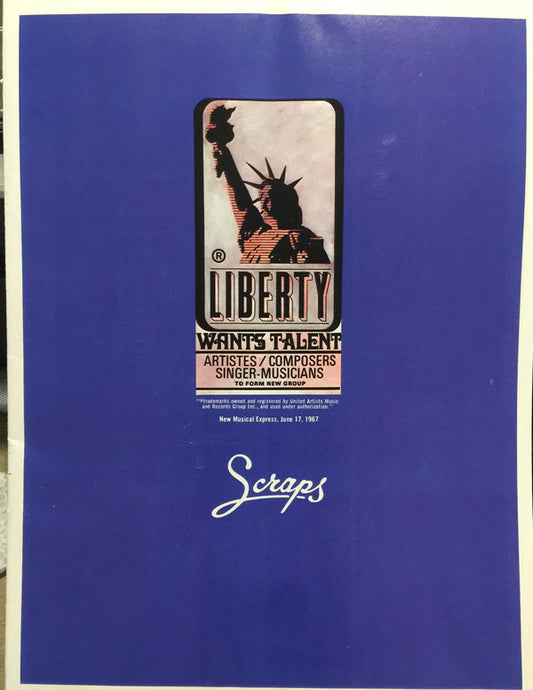 ®
LIBERTY
WANTS TALENT
ARTISTES/COMPOSERS
SINGER-MUSICIANS
TO FORM NEW GROUP
"®trademarks owned and registered by United Artists Music
and Records Group Inc., and used under authorization."
New Musical Express, June 17, 1967
Scraps